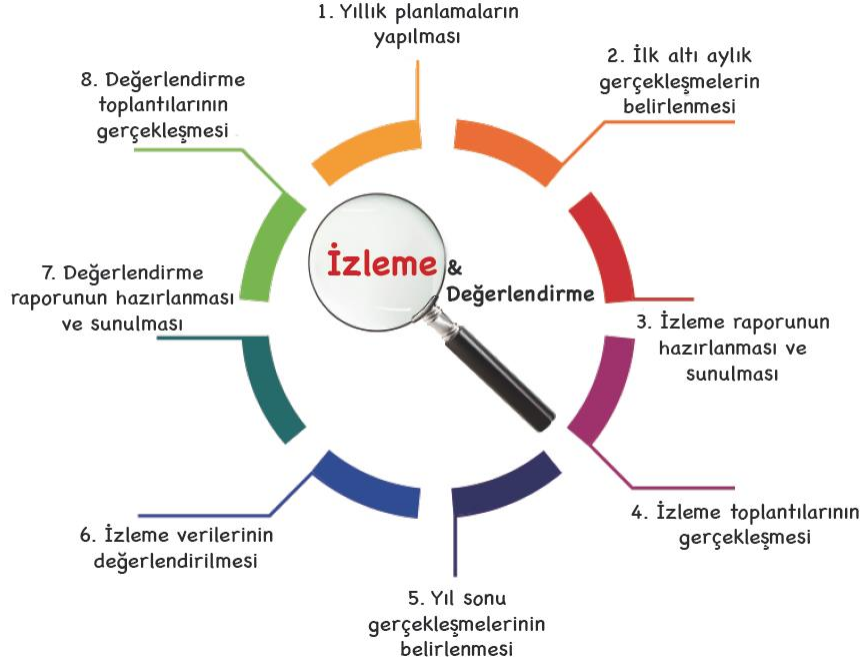 1. Yıllık planlamaların
yapılması
2. İlk altı aylık
gerçekleşmelerin
belirlenmesi
3. İzleme raporunun
hazırlanması ve
sunulması
4. İzleme toplantılarının
gerçekleşmesi
5. Yıl sonu
gerçekleşmelerinin
belirlenmesi
6. İzleme verilerinin
değerlendirilmesi
7. Değerlendirme
raporunun hazırlanması
ve sunulması
8. Değerlendirme
toplantılarının
gerçekleşmesi
İzleme &
Değerlendirme